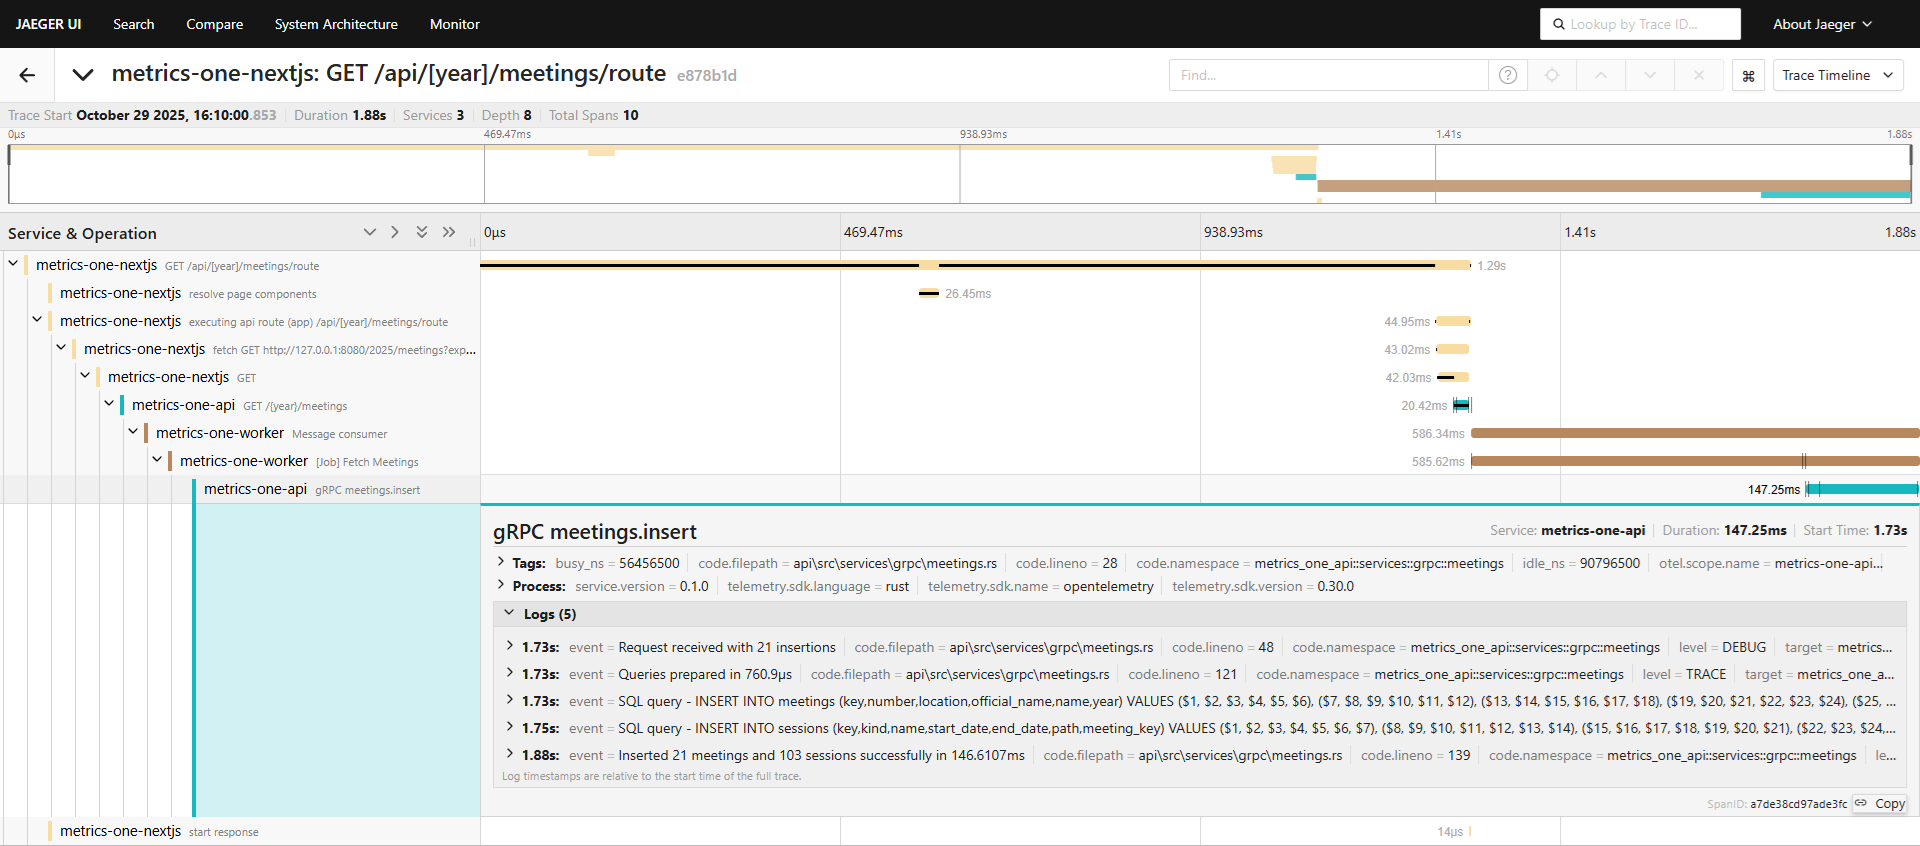 JAEGER UI Search Compare System Architecture Monitor Lookup by Trace ID... About Jaeger
metrics-one-nextjs: GET /api/[year]/meetings/route e878b1d Find... ? ⌘ Trace Timeline
Trace Start October 29 2025, 16:10:00.853 Duration 1.88s Services 3 Depth 8 Total Spans 10
0μs 469.47ms 938.93ms 1.41s 1.88s
Service & Operation 0μs 469.47ms 938.93ms 1.41s 1.88s
metrics-one-nextjs GET /api/[year]/meetings/route 1.29s
metrics-one-nextjs resolve page components 26.45ms
metrics-one-nextjs executing api route (app) /api/[year]/meetings/route 44.95ms
metrics-one-nextjs fetch GET http://127.0.0.1:8080/2025/meetings?exp... 43.02ms
metrics-one-nextjs GET 42.03ms
metrics-one-api GET /{year}/meetings 20.42ms
metrics-one-worker Message consumer 586.34ms
metrics-one-worker [Job] Fetch Meetings 585.62ms
metrics-one-api gRPC meetings.insert 147.25ms
gRPC meetings.insert Service: metrics-one-api Duration: 147.25ms Start Time: 1.73s
Tags: busy_ns = 56456500 code.filepath = api\src\services\grpc\meetings.rs code.lineno = 28 code.namespace = metrics_one_api::services::grpc::meetings idle_ns = 90796500 otel.scope.name = metrics-one-api...
Process: service.version = 0.1.0 telemetry.sdk.language = rust telemetry.sdk.name = opentelemetry telemetry.sdk.version = 0.30.0
Logs (5)
1.73s: event = Request received with 21 insertions code.filepath = api\src\services\grpc\meetings.rs code.lineno = 48 code.namespace = metrics_one_api::services::grpc::meetings level = DEBUG target = metrics...
1.73s: event = Queries prepared in 760.9μs code.filepath = api\src\services\grpc\meetings.rs code.lineno = 121 code.namespace = metrics_one_api::services::grpc::meetings level = TRACE target = metrics_one_a...
1.73s: event = SQL query - INSERT INTO meetings (key,number,location,official_name,name,year) VALUES ($1, $2, $3, $4, $5, $6), ($7, $8, $9, $10, $11, $12), ($13, $14, $15, $16, $17, $18), ($19, $20, $21, $22, $23, $24), ($25, ...
1.75s: event = SQL query - INSERT INTO sessions (key,kind,name,start_date,end_date,path,meeting_key) VALUES ($1, $2, $3, $4, $5, $6, $7), ($8, $9, $10, $11, $12, $13, $14), ($15, $16, $17, $18, $19, $20, $21), ($22, $23, $24,...
1.88s: event = Inserted 21 meetings and 103 sessions successfully in 146.6107ms code.filepath = api\src\services\grpc\meetings.rs code.lineno = 139 code.namespace = metrics_one_api::services::grpc::meetings le...
Log timestamps are relative to the start time of the full trace.
SpanID: a7de38cd97ade3fc Copy
metrics-one-nextjs start response 14μs